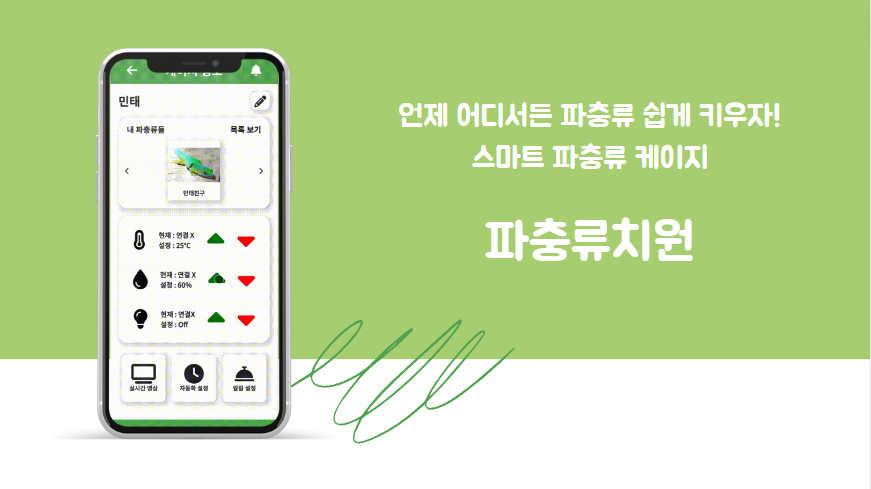 민태
내 파충류들 목록 보기
민태친구
현재 : 연결 X
설정 : 25°C
현재 : 연결 X
설정 : 60%
현재 : 연결X
설정 : Off
실시간 영상
자동화 설정
알람 설정
언제 어디서든 파충류 쉽게 키우자!
스마트 파충류 케이지
파충류치원